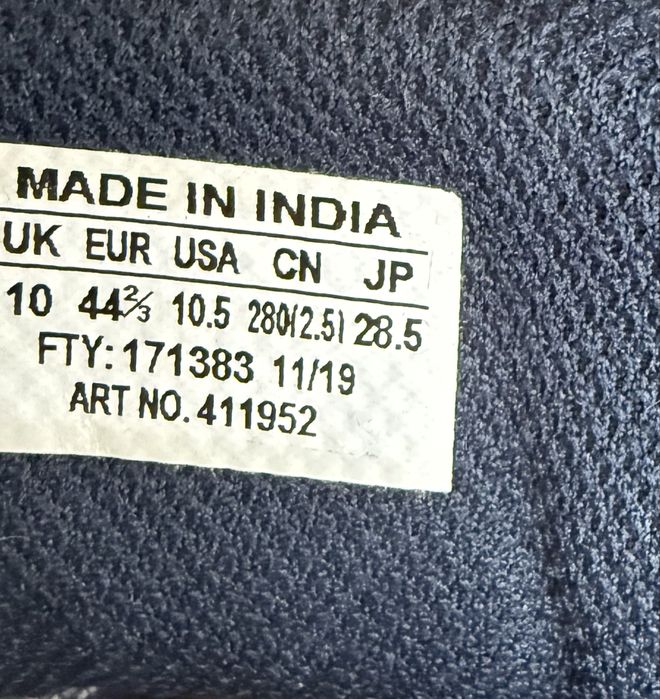 MADE IN INDIA
UK EUR USA CN JP
10 44⅔ 10.5 280(2.5) 28.5
FTY: 171383 11/19
ART NO. 411952